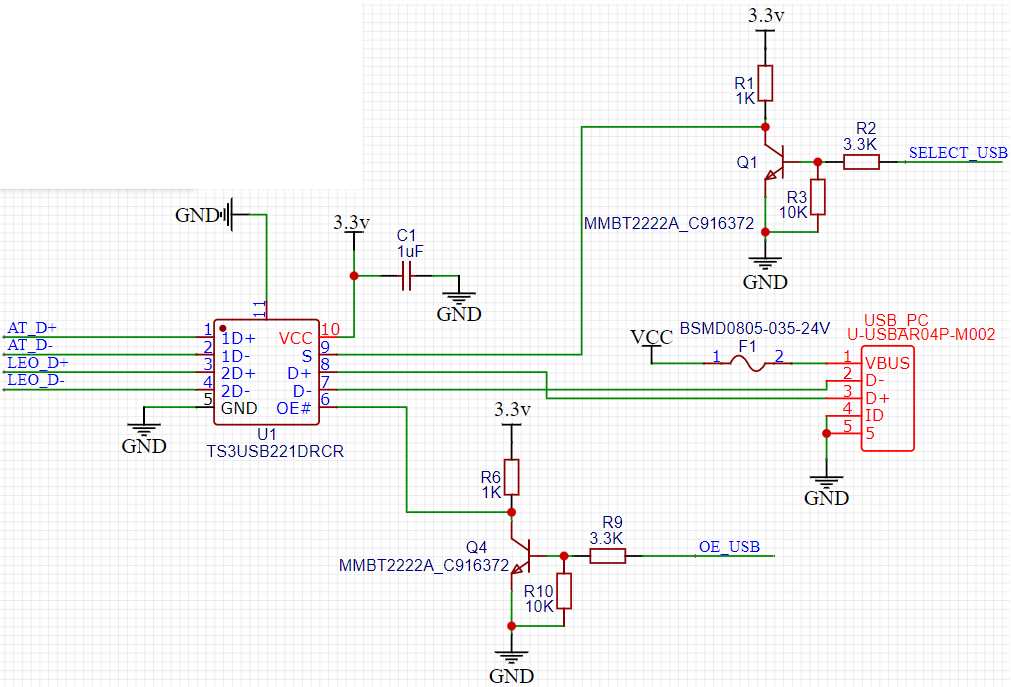 3.3v
R1
1K
R2
3.3K
SELECT_USB
Q1
R3
10K
MMBT2222A_C916372
GND
GND
3.3v
C1
1uF
GND
11
AT_D+
AT_D-
LEO_D+
LEO_D-
1 1D+ VCC 10
2 1D- S 9
3 2D+ D+ 8
4 2D- D- 7
5 GND OE# 6
GND
U1
TS3USB221DRCR
VCC
BSMD0805-035-24V
F1
1 2
USB_PC
U-USBAR04P-M002
1 VBUS
2 D-
3 D+
4 ID
5 5
GND
3.3v
R6
1K
R9
3.3K
OE_USB
Q4
MMBT2222A_C916372
R10
10K
GND